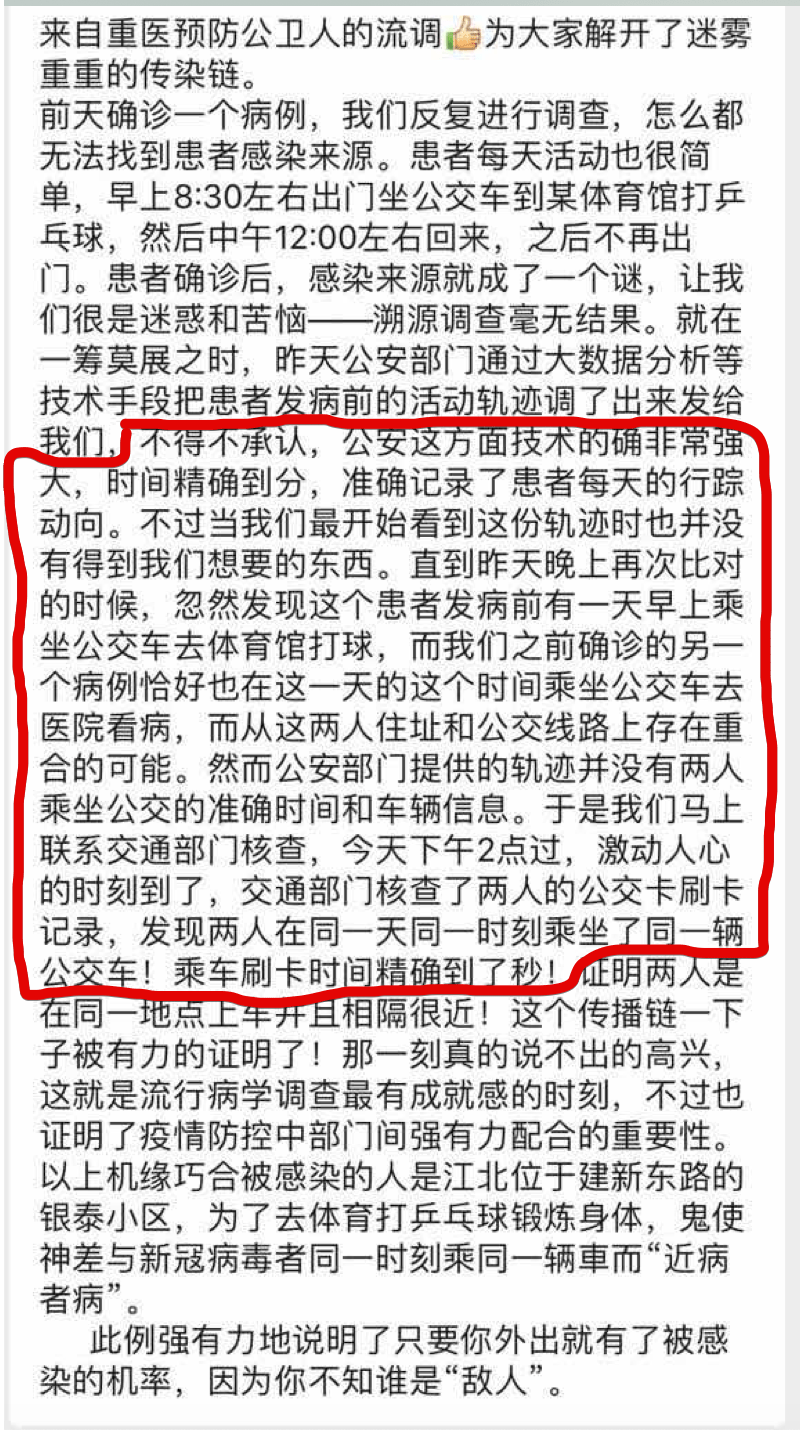 来自重医预防公卫人的流调👍为大家解开了迷雾
重重的传染链。
前天确诊一个病例，我们反复进行调查，怎么都
无法找到患者感染来源。患者每天活动也很简
单，早上8:30左右出门坐公交车到某体育馆打乒
乓球，然后中午12:00左右回来，之后不再出
门。患者确诊后，感染来源就成了一个谜，让我
们很是迷惑和苦恼——溯源调查毫无结果。就在
一筹莫展之时，昨天公安部门通过大数据分析等
技术手段把患者发病前的活动轨迹调了出来发给
我们，不得不承认，公安这方面技术的确非常强
大，时间精确到分，准确记录了患者每天的行踪
动向。不过当我们最开始看到这份轨迹时也并没
有得到我们想要的东西。直到昨天晚上再次比对
的时候，忽然发现这个患者发病前有一天早上乘
坐公交车去体育馆打球，而我们之前确诊的另一
个病例恰好也在这一天的这个时间乘坐公交车去
医院看病，而从这两人住址和公交线路上存在重
合的可能。然而公安部门提供的轨迹并没有两人
乘坐公交的准确时间和车辆信息。于是我们马上
联系交通部门核查，今天下午2点过，激动人心
的时刻到了，交通部门核查了两人的公交卡刷卡
记录，发现两人在同一天同一时刻乘坐了同一辆
公交车！乘车刷卡时间精确到了秒！证明两人是
在同一地点上车并且相隔很近！这个传播链一下
子被有力的证明了！那一刻真的说不出的高兴，
这就是流行病学调查最有成就感的时刻，不过也
证明了疫情防控中部门间强有力配合的重要性。
以上机缘巧合被感染的人是江北位于建新东路的
银泰小区，为了去体育打乒乓球锻炼身体，鬼使
神差与新冠病毒者同一时刻乘同一辆車而“近病
者病”。
此例强有力地说明了只要你外出就有了被感
染的机率，因为你不知谁是“敌人”。